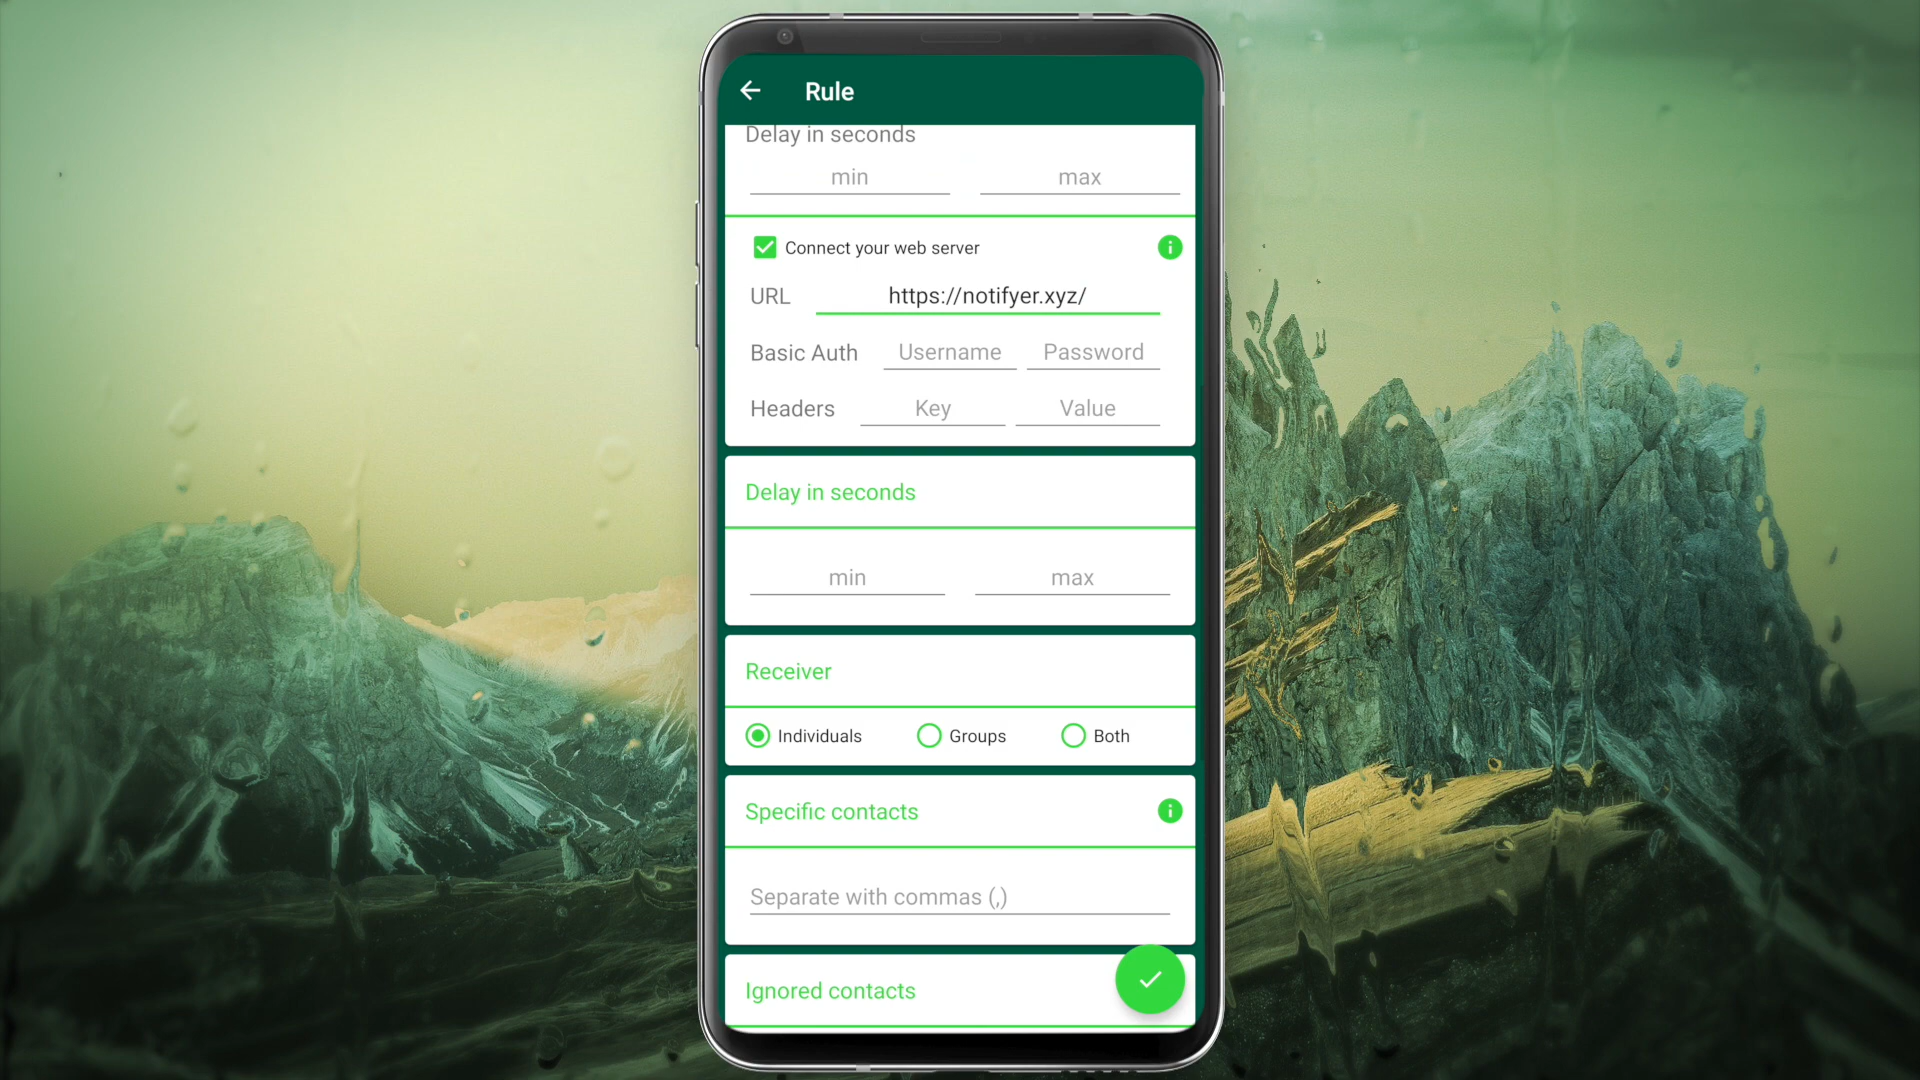 Rule
Delay in seconds
min max
Connect your web server
URL https://notifyer.xyz/
Basic Auth Username Password
Headers Key Value
Delay in seconds
min max
Receiver
Individuals Groups Both
Specific contacts
Separate with commas (,)
Ignored contacts